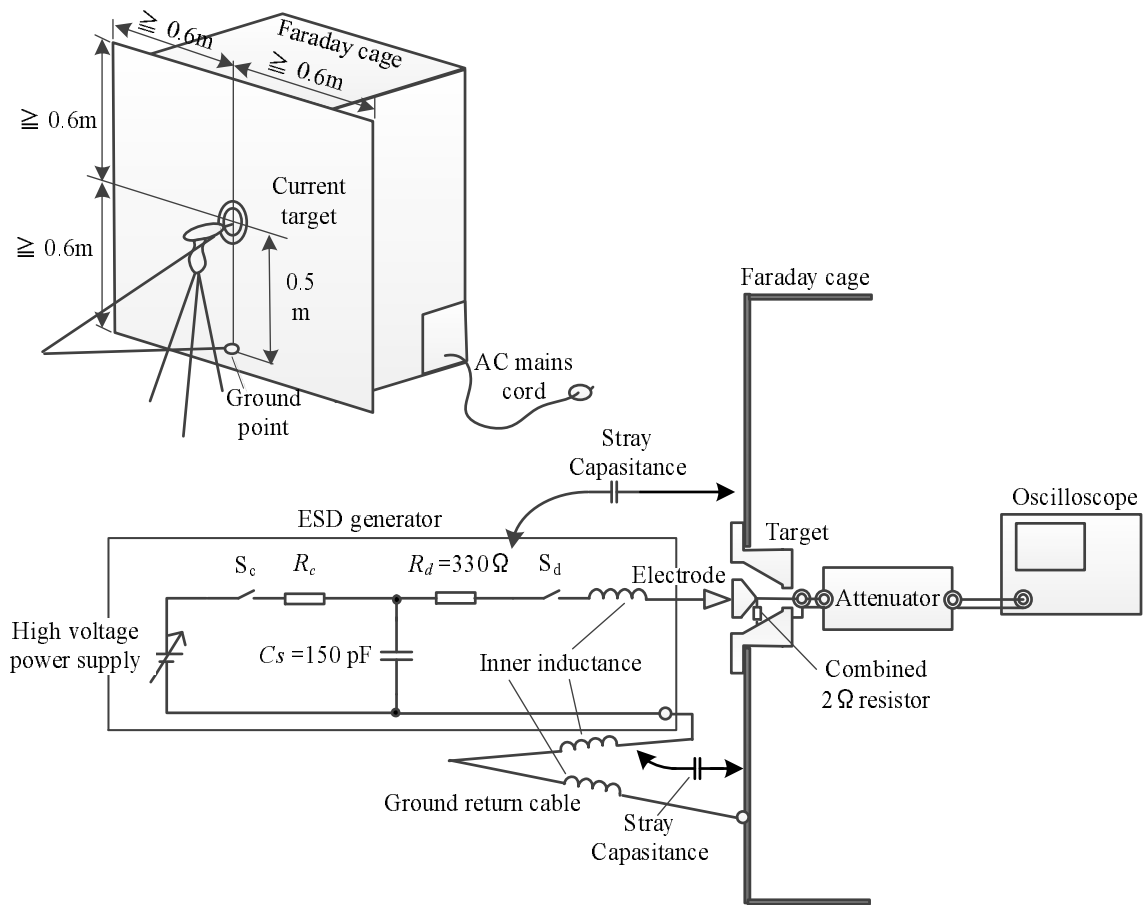 ≧ 0.6m
Faraday cage
≧ 0.6m
≧ 0.6m
Current
target
≧ 0.6m
0.5
m
Ground
point
AC mains
cord
Faraday cage
Stray
Capasitance
Oscilloscope
ESD generator
Target
Sc
Rc
Rd =330Ω
Sd
Electrode
Attenuator
High voltage
power supply
Cs =150 pF
Inner inductance
Combined
2Ω resistor
Ground return cable
Stray
Capasitance